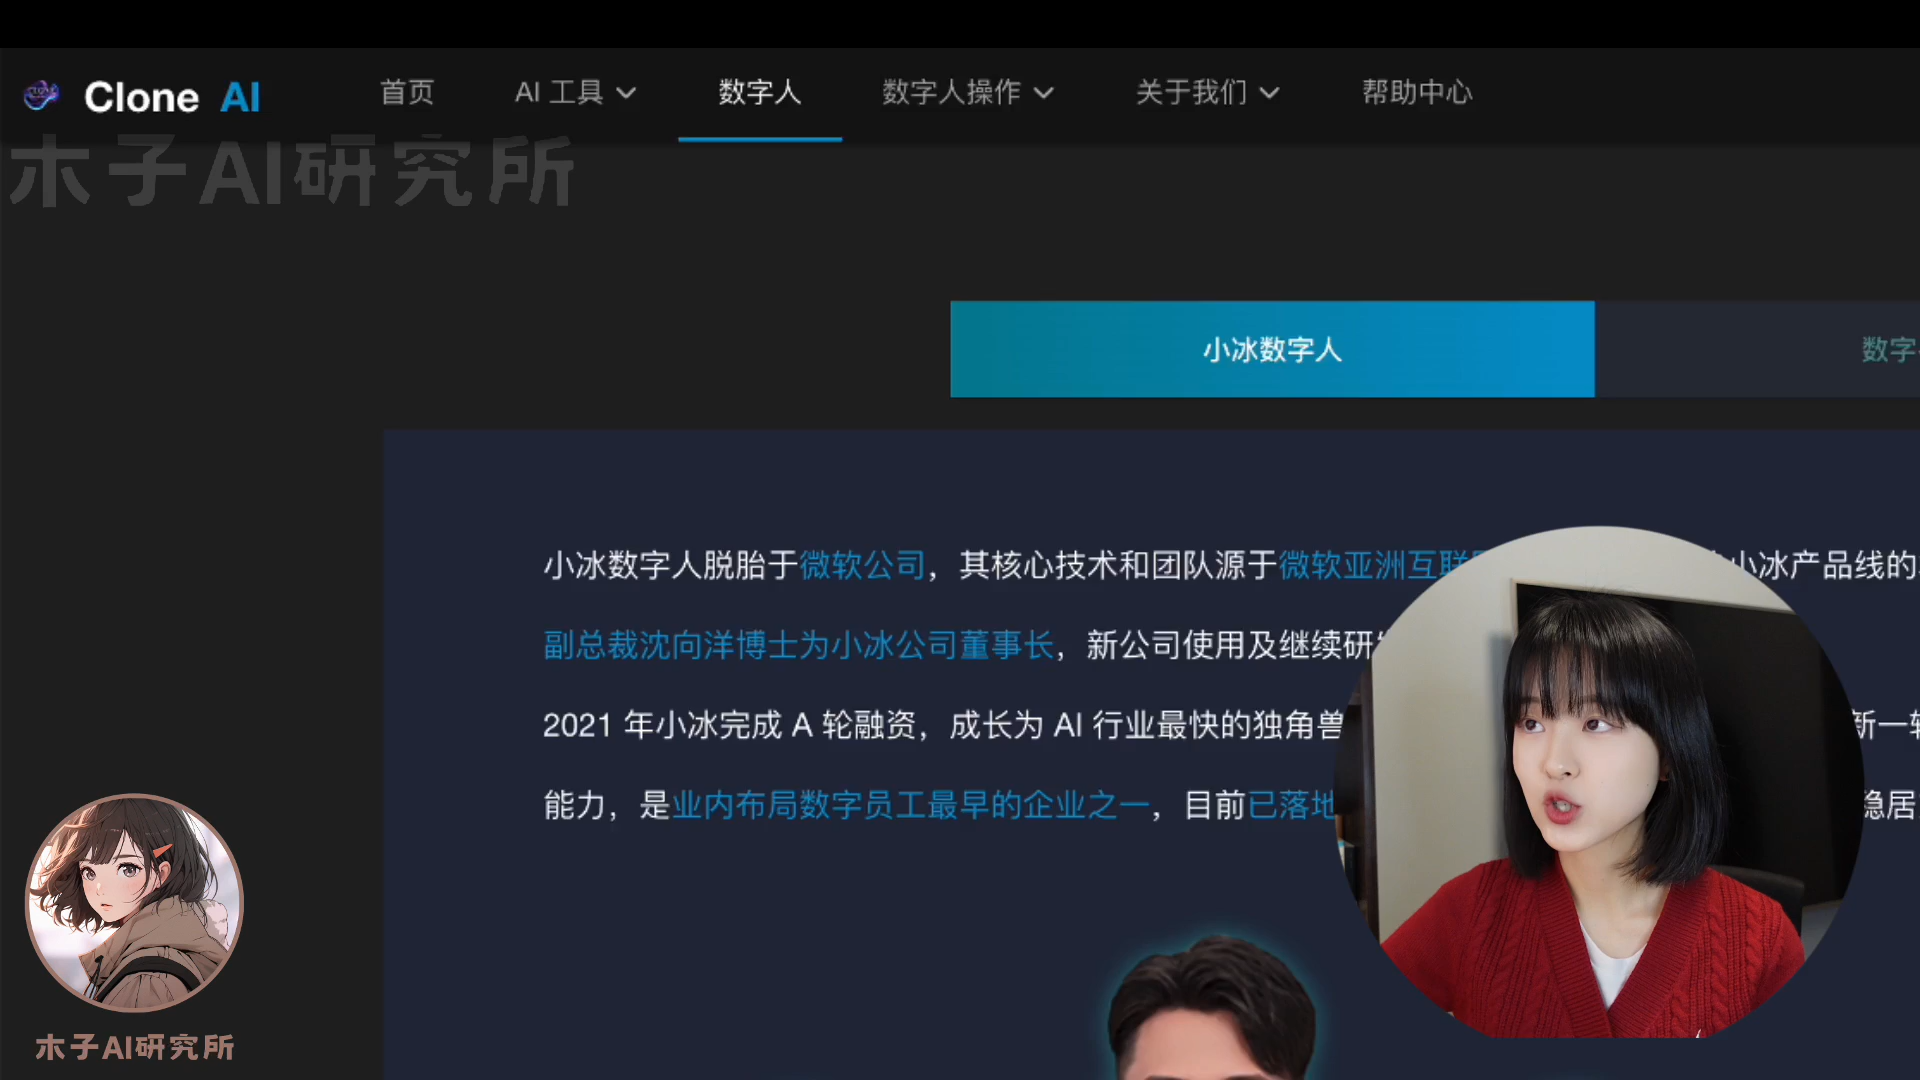 Clone AI
首页
AI 工具
数字人
数字人操作
关于我们
帮助中心
木子AI研究所
小冰数字人
数字
小冰数字人脱胎于微软公司，其核心技术和团队源于微软亚洲互联
小冰产品线的
副总裁沈向洋博士为小冰公司董事长，新公司使用及继续研
2021 年小冰完成 A 轮融资，成长为 AI 行业最快的独角兽
新一轮
能力，是业内布局数字员工最早的企业之一，目前已落地
稳居
木子AI研究所